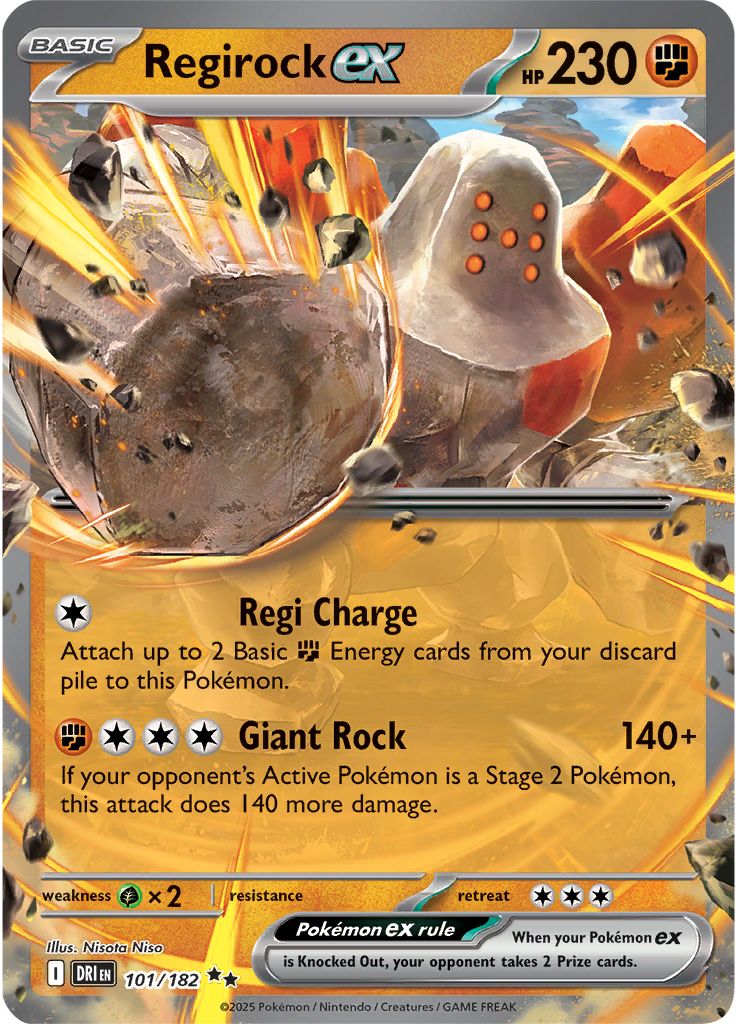 BASIC
Regirock ex
HP 230
Regi Charge
Attach up to 2 Basic Energy cards from your discard
pile to this Pokémon.
Giant Rock 140+
If your opponent's Active Pokémon is a Stage 2 Pokémon,
this attack does 140 more damage.
weakness ×2 resistance retreat
Illus. Nisota Niso
Pokémon ex rule When your Pokémon ex
is Knocked Out, your opponent takes 2 Prize cards.
I DRI EN 101/182
©2025 Pokémon / Nintendo / Creatures / GAME FREAK